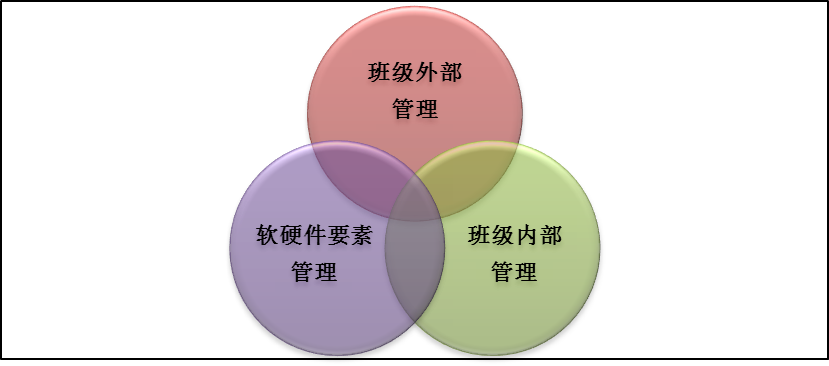 班级外部
管理
软硬件要素
管理
班级内部
管理